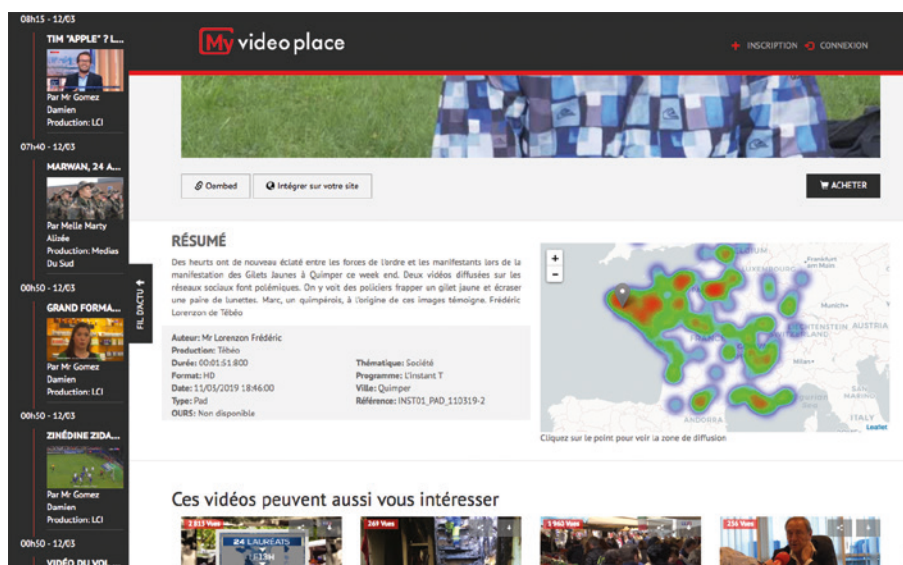 08h15 - 12/03
TIM "APPLE" ? L...
Par Mr Gomez
Damien
Production: LCI
07h40 - 12/03
MARWAN, 24 A...
Par Melle Marty
Alizée
Production: Medias
Du Sud
00h50 - 12/03
GRAND FORMA...
Par Mr Gomez
Damien
Production: LCI
00h50 - 12/03
ZINÉDINE ZIDA...
Par Mr Gomez
Damien
Production: LCI
00h50 - 12/03
VIDÉO DU VOL
FIL D'ACTU
My videoplace
INSCRIPTION
CONNEXION
Oembed
Intégrer sur votre site
ACHETER
RÉSUMÉ
Des heurts ont de nouveau éclaté entre les forces de l'ordre et les manifestants lors de la
manifestation des Gilets Jaunes à Quimper ce week end. Deux vidéos diffusées sur les
réseaux sociaux font polémiques. On y voit des policiers frapper un gilet jaune et écraser
une paire de lunettes. Marc, un quimpérois, à l'origine de ces images témoigne. Frédéric
Lorenzon de Tébéo
Auteur: Mr Lorenzon Frédéric
Production: Tébéo
Durée: 00:01:51.800
Format: HD
Date: 11/03/2019 18:46:00
Type: Pad
OURS: Non disponible
Thématique: Société
Programme: L'instant T
Ville: Quimper
Référence: INST01_PAD_110319-2
+
-
LUXEMBOURG
Frankfurt
am Main
Munich
AUSTRIA
FRANCE
Milan
SAN
MARINO
ANDORRA
ITALY
Leaflet
Cliquez sur le point pour voir la zone de diffusion
Ces vidéos peuvent aussi vous intéresser
2 813 Vues
24 LAURÉATS
269 Vues
1 960 Vues
236 Vues